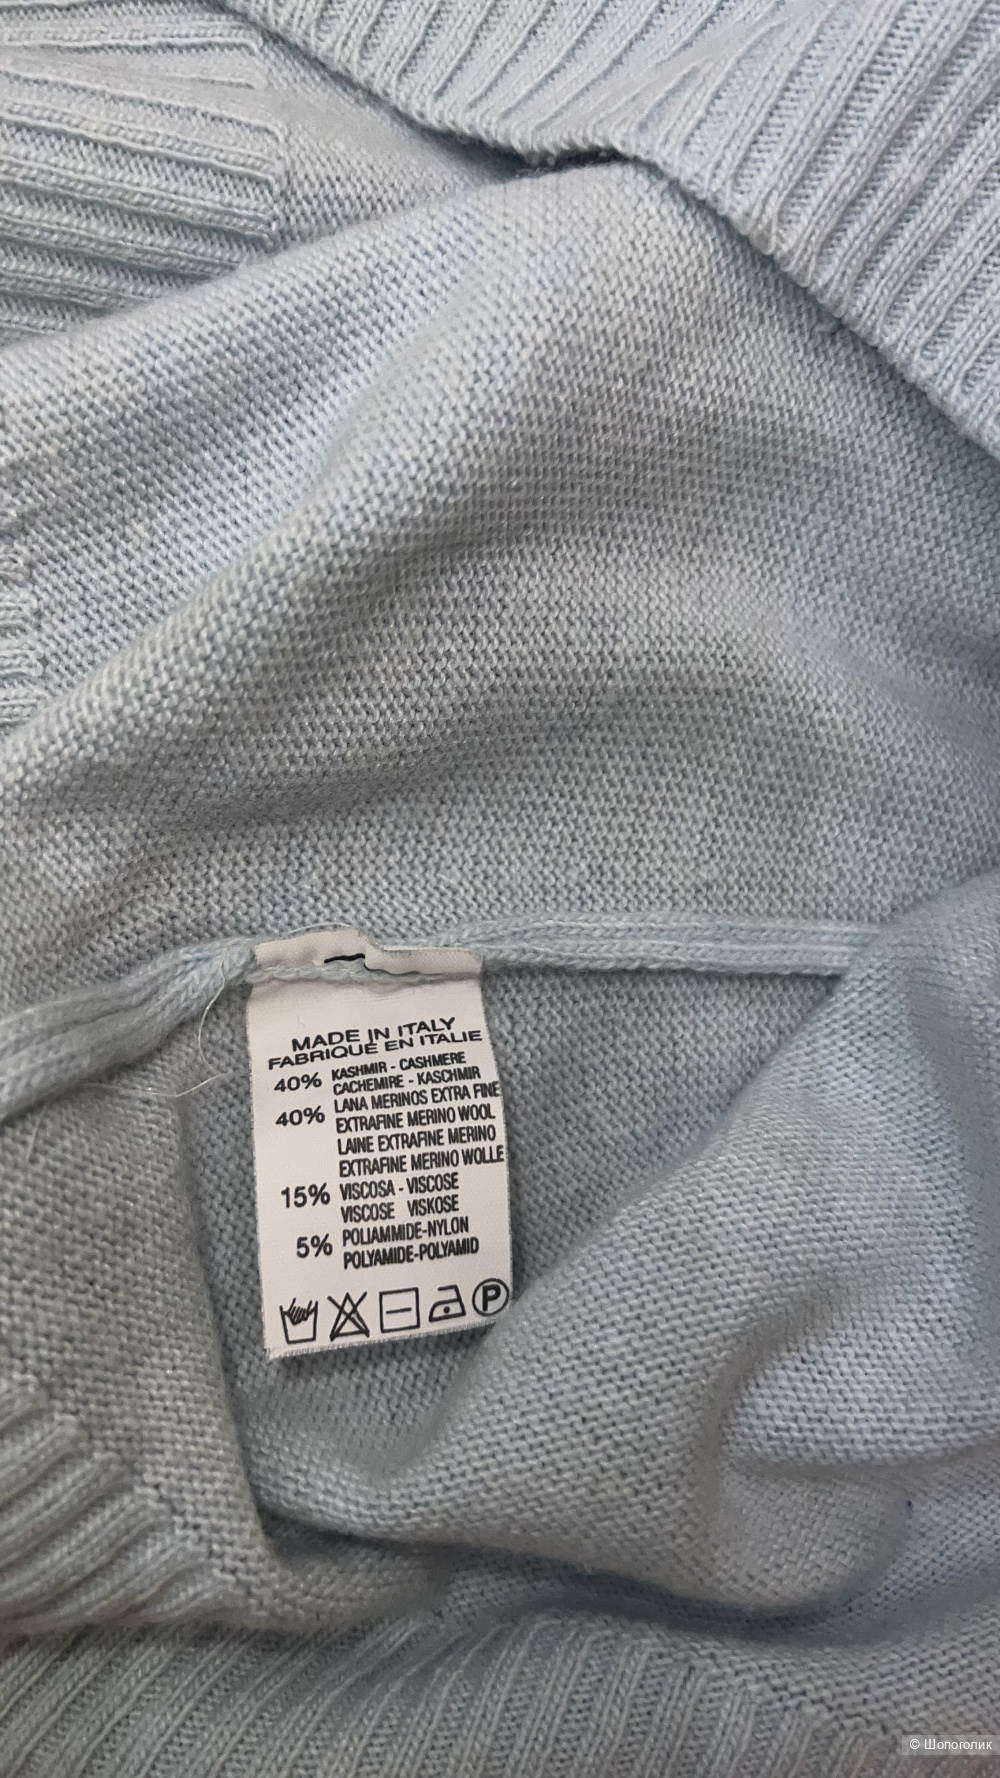 MADE IN ITALY
FABRIQUÉ EN ITALIE
40% KASHMIR - CASHMERE
CACHEMIRE - KASCHMIR
40% LANA MERINOS EXTRA FINE
EXTRAFINE MERINO WOOL
LAINE EXTRAFINE MERINO
EXTRAFINE MERINO WOLLE
15% VISCOSA - VISCOSE
VISCOSE VISKOSE
5% POLIAMMIDE-NYLON
POLYAMIDE-POLYAMID
P
© Шопоголик